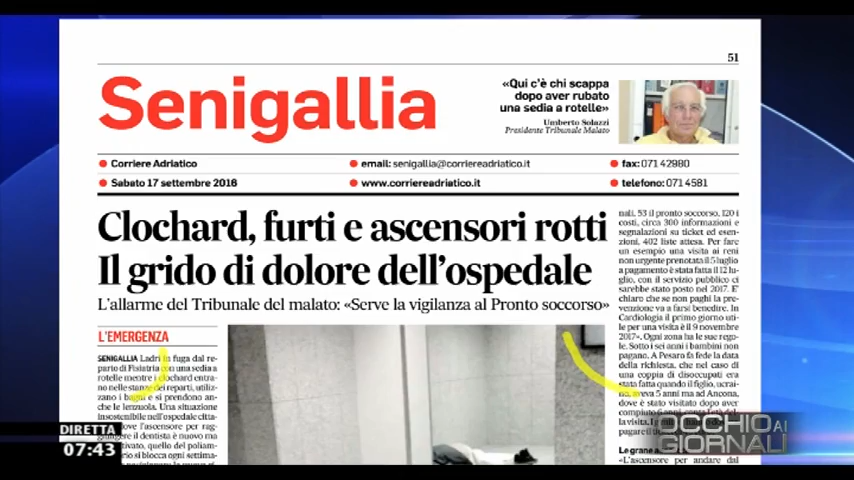 51
Senigallia
«Qui c'è chi scappa
dopo aver rubato
una sedia a rotelle»
Umberto Solazzi
Presidente Tribunale Malato
Corriere Adriatico
email: senigallia@corriereadriatico.it
fax: 071 42980
Sabato 17 settembre 2016
www.corriereadriatico.it
telefono: 071 4581
Clochard, furti e ascensori rotti
Il grido di dolore dell'ospedale
L'allarme del Tribunale del malato: «Serve la vigilanza al Pronto soccorso»
L'EMERGENZA
SENIGALLIA Ladri in fuga dal re-
parto di Fisiatria con una sedia a
rotelle mentre i clochard entra-
no nelle stanze dei reparti, utiliz-
zano i bagni e si prendono an-
che le lenzuola. Una situazione
insostenibile nell'ospedale citta-
dove l'ascensore per rag-
giungere il dentista è nuovo ma
tivato, quello del poliam-
rio si blocca ogni settima-
nali, 53 il pronto soccorso, 120 i
costi, circa 300 informazioni e
segnalazioni su ticket ed esen-
zioni, 402 liste attesa. Per fare
un esempio una visita ai reni
non urgente prenotata il 5 luglio
a pagamento è stata fatta il 12 lu-
glio, con il servizio pubblico ci
sarebbe stato posto nel 2017. E'
chiaro che se non paghi la pre-
venzione va a farsi benedire. In
Cardiologia il primo giorno uti-
le per una visita è il 9 novembre
2017». Ogni zona ha le sue rego-
le. Sotto i sei anni i bambini non
pagano. A Pesaro fa fede la data
della richiesta, che nel caso di
una coppia di disoccupati era
stata fatta quando il figlio, ucrai-
no, aveva 5 anni ma ad Ancona,
dove è stato visitato dopo aver
compiuto 6 anni, conta l'età del-
la visita.
pagare il
Le grane
«L'ascensore per andare dal
DIRETTA
07:43
OCCHIO AI
GIORNALI